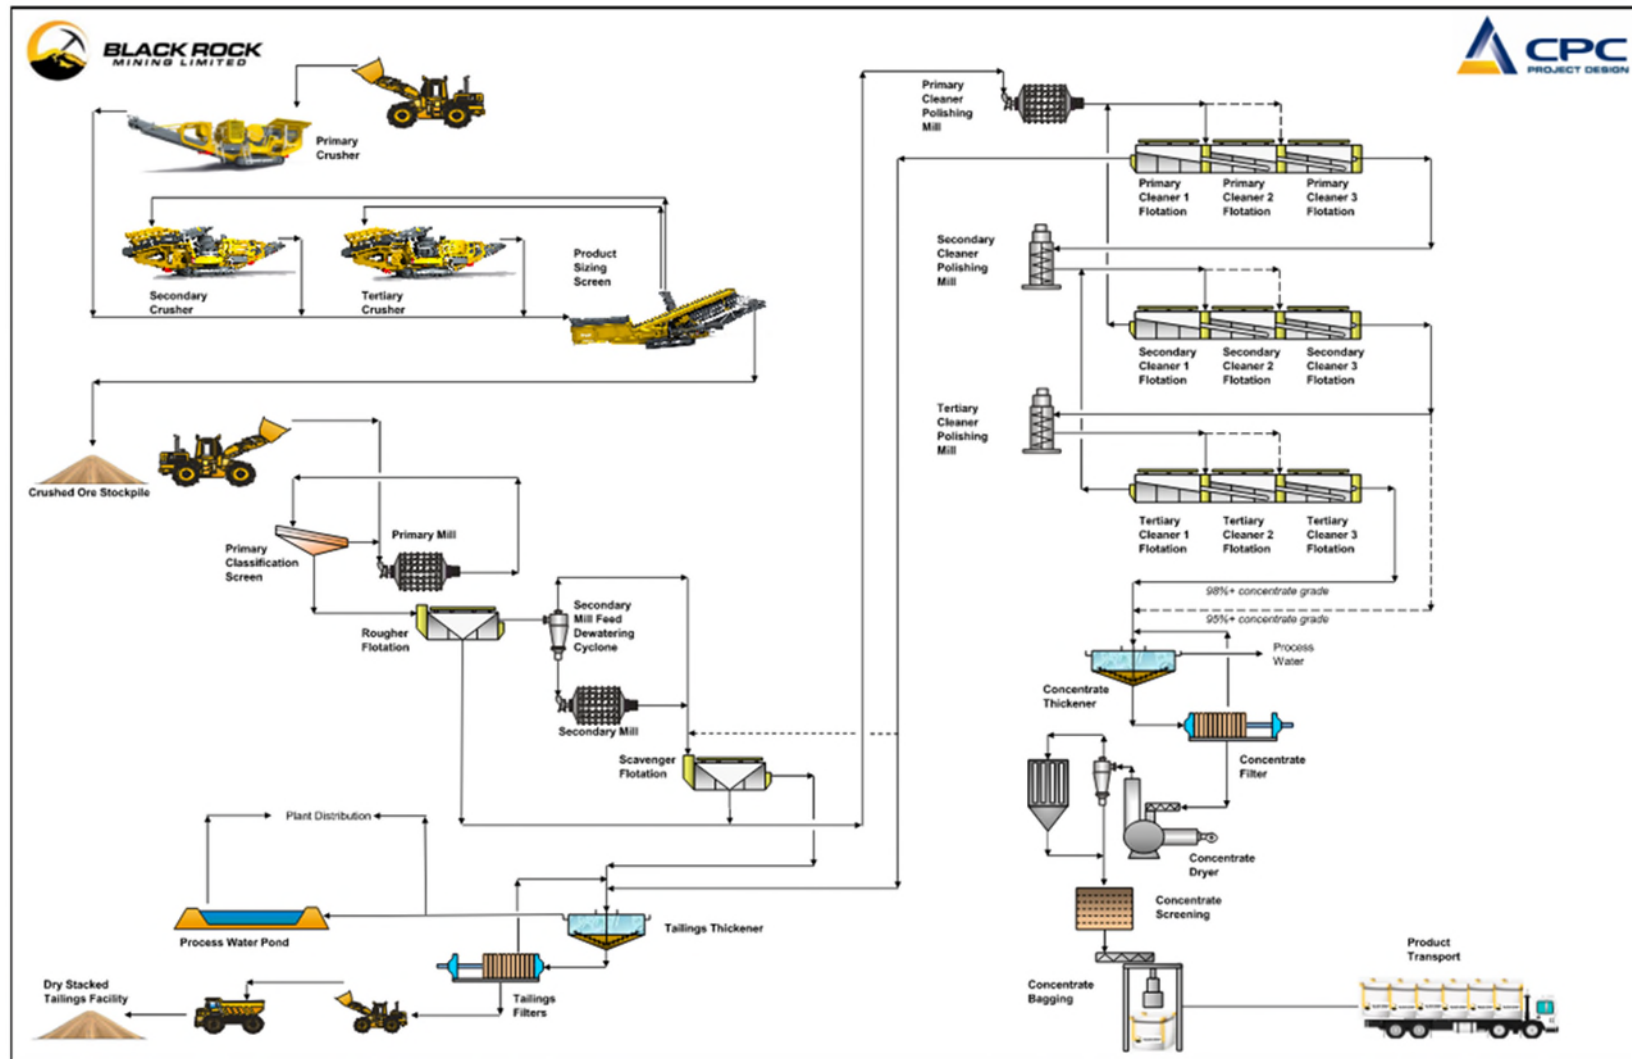 BLACK ROCK
MINING LIMITED
CPC
PROJECT DESIGN
Primary
Crusher
Secondary
Crusher
Tertiary
Crusher
Product
Sizing
Screen
Crushed Ore Stockpile
Primary
Classification
Screen
Primary Mill
Rougher
Flotation
Secondary
Mill Feed
Dewatering
Cyclone
Secondary Mill
Scavenger
Flotation
Plant Distribution
Process Water Pond
Tailings Thickener
Dry Stacked
Tailings Facility
Tailings
Filters
Primary
Cleaner
Polishing
Mill
Primary
Cleaner 1
Flotation
Primary
Cleaner 2
Flotation
Primary
Cleaner 3
Flotation
Secondary
Cleaner
Polishing
Mill
Secondary
Cleaner 1
Flotation
Secondary
Cleaner 2
Flotation
Secondary
Cleaner 3
Flotation
Tertiary
Cleaner
Polishing
Mill
Tertiary
Cleaner 1
Flotation
Tertiary
Cleaner 2
Flotation
Tertiary
Cleaner 3
Flotation
98%+ concentrate grade
95%+ concentrate grade
Process
Water
Concentrate
Thickener
Concentrate
Filter
Concentrate
Dryer
Concentrate
Screening
Concentrate
Bagging
Product
Transport